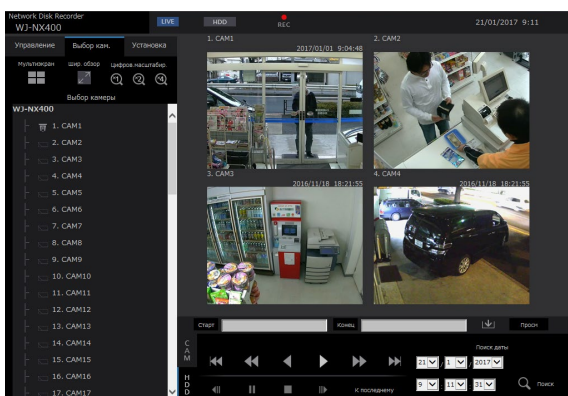 Network Disk Recorder
WJ-NX400
LIVE
HDD
REC
21/01/2017 9:11
Управление
Выбор кам.
Установка
Мультиэкран
Шир. обзор
Цифров.масштабир.
Выбор камеры
WJ-NX400
1. CAM1
2. CAM2
3. CAM3
4. CAM4
5. CAM5
6. CAM6
7. CAM7
8. CAM8
9. CAM9
10. CAM10
11. CAM11
12. CAM12
13. CAM13
14. CAM14
15. CAM15
16. CAM16
17. CAM17
1. CAM1
2017/01/01 9:04:48
2. CAM2
3. CAM3
2016/11/18 18:21:55
4. CAM4
2016/11/18 18:21:55
Старт
Конец
Просм
CAM
HDD
К последнему
Поиск даты
21 / 1 / 2017
9 : 11 : 31
Поиск